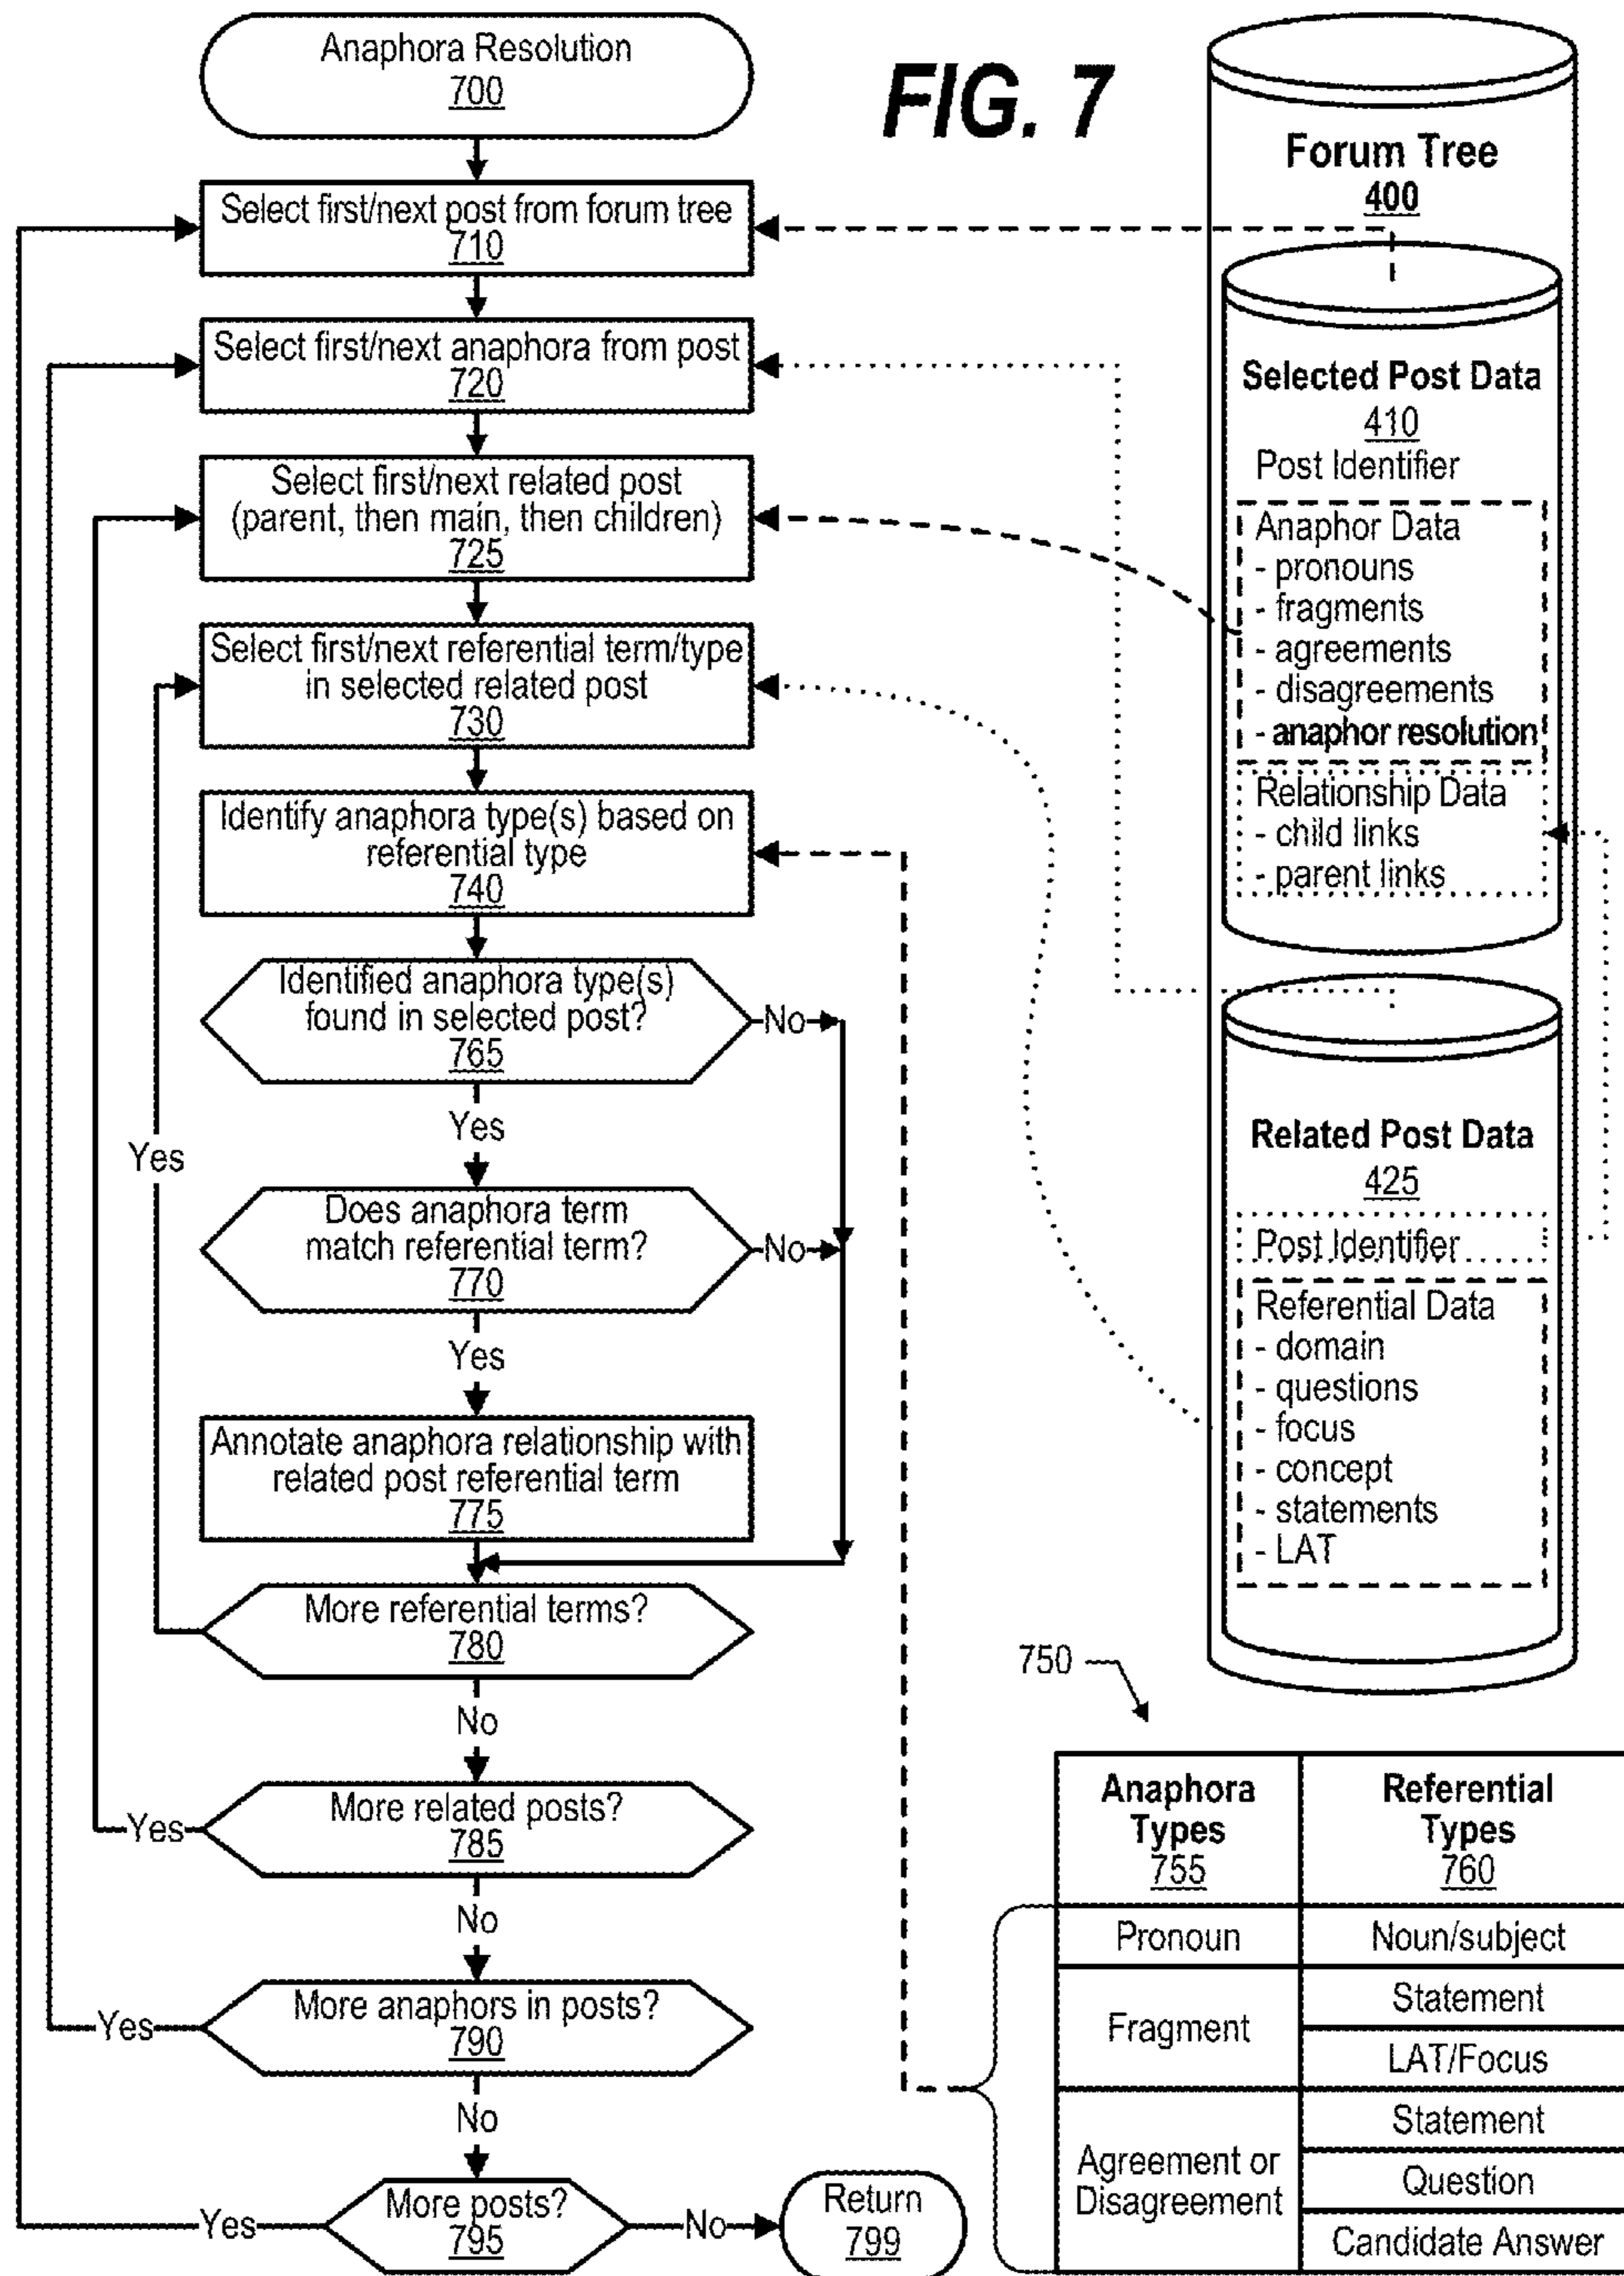 FIG. 7
Anaphora Resolution
700
Select first/next post from forum tree
710
Select first/next anaphora from post
720
Select first/next related post
(parent, then main, then children)
725
Select first/next referential term/type
in selected related post
730
Identify anaphora type(s) based on
referential type
740
Identified anaphora type(s)
found in selected post?
765
No
Yes
Does anaphora term
match referential term?
770
No
Yes
Annotate anaphora relationship with
related post referential term
775
More referential terms?
780
Yes
No
More related posts?
785
Yes
No
More anaphors in posts?
790
Yes
No
More posts?
795
Yes
No
Return
799
Forum Tree
400
Selected Post Data
410
Post Identifier
Anaphor Data
- pronouns
- fragments
- agreements
- disagreements
- anaphor resolution
Relationship Data
- child links
- parent links
Related Post Data
425
Post Identifier
Referential Data
- domain
- questions
- focus
- concept
- statements
- LAT
750
Anaphora
Types
755
Referential
Types
760
Pronoun
Noun/subject
Fragment
Statement
LAT/Focus
Agreement or
Disagreement
Statement
Question
Candidate Answer